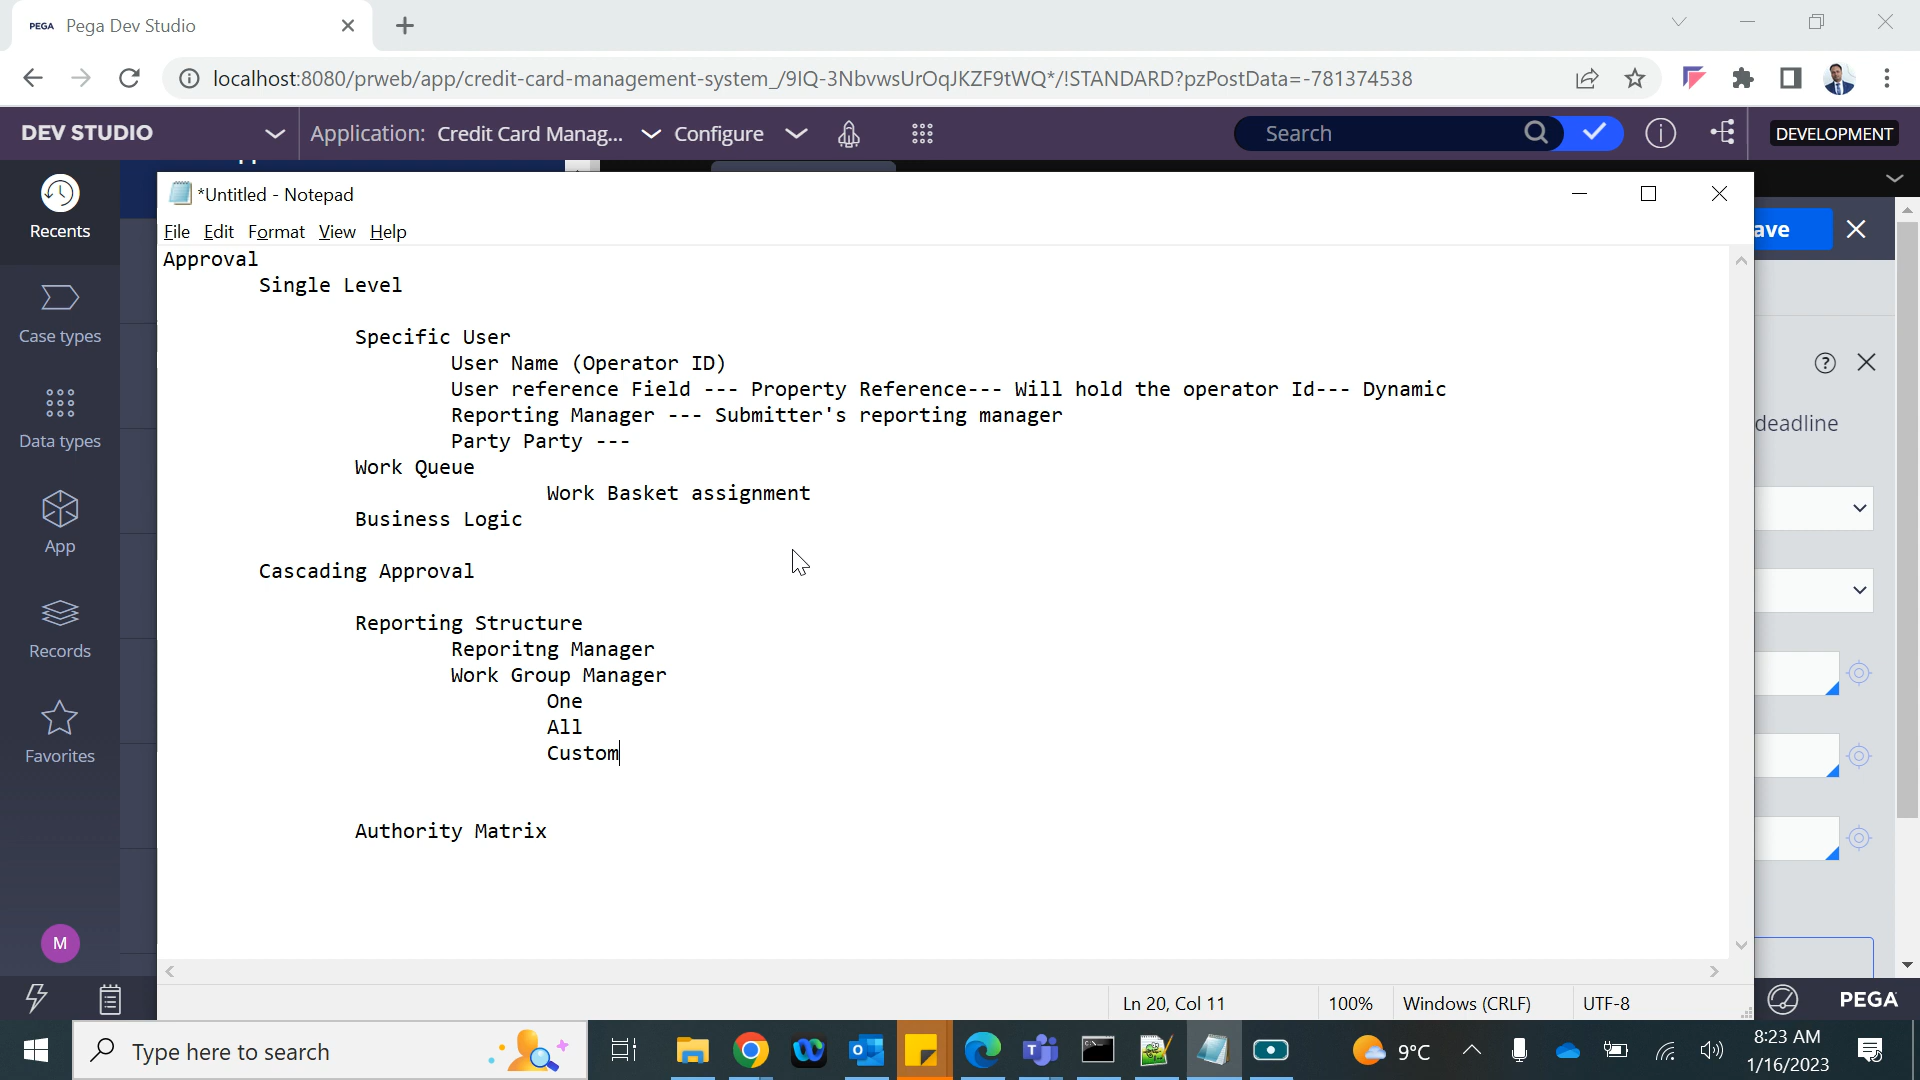 PEGA Pega Dev Studio
localhost:8080/prweb/app/credit-card-management-system_/9IQ-3NbvwsUrOqJKZF9tWQ*/!STANDARD?pzPostData=-781374538
DEV STUDIO Application: Credit Card Manag... Configure Search DEVELOPMENT
Recents
Case types
Data types
App
Records
Favorites
M
*Untitled - Notepad
File Edit Format View Help
Approval
Single Level
Specific User
User Name (Operator ID)
User reference Field --- Property Reference--- Will hold the operator Id--- Dynamic
Reporting Manager --- Submitter's reporting manager
Party Party ---
Work Queue
Work Basket assignment
Business Logic
Cascading Approval
Reporting Structure
Reporitng Manager
Work Group Manager
One
All
Custom
Authority Matrix
Ln 20, Col 11 100% Windows (CRLF) UTF-8
ave
deadline
PEGA
Type here to search
9°C
8:23 AM
1/16/2023